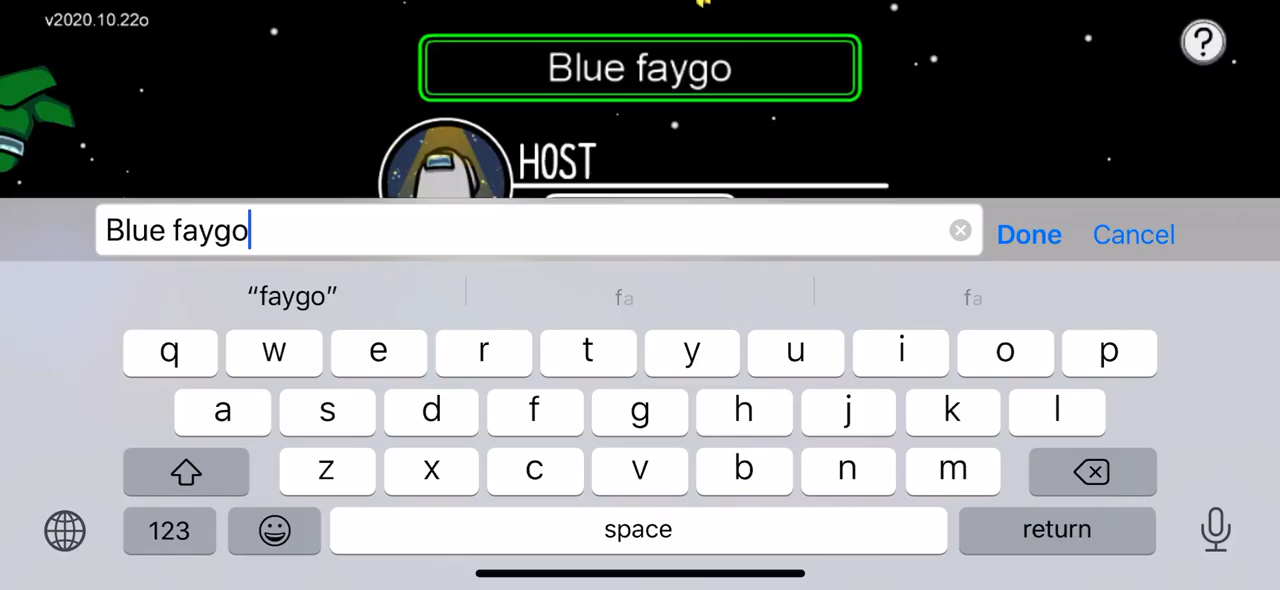 v2020.10.22o
?
Blue faygo
HOST
Blue faygo
Done
Cancel
“faygo”
fa
fa
q w e r t y u i o p
a s d f g h j k l
z x c v b n m
123
space
return